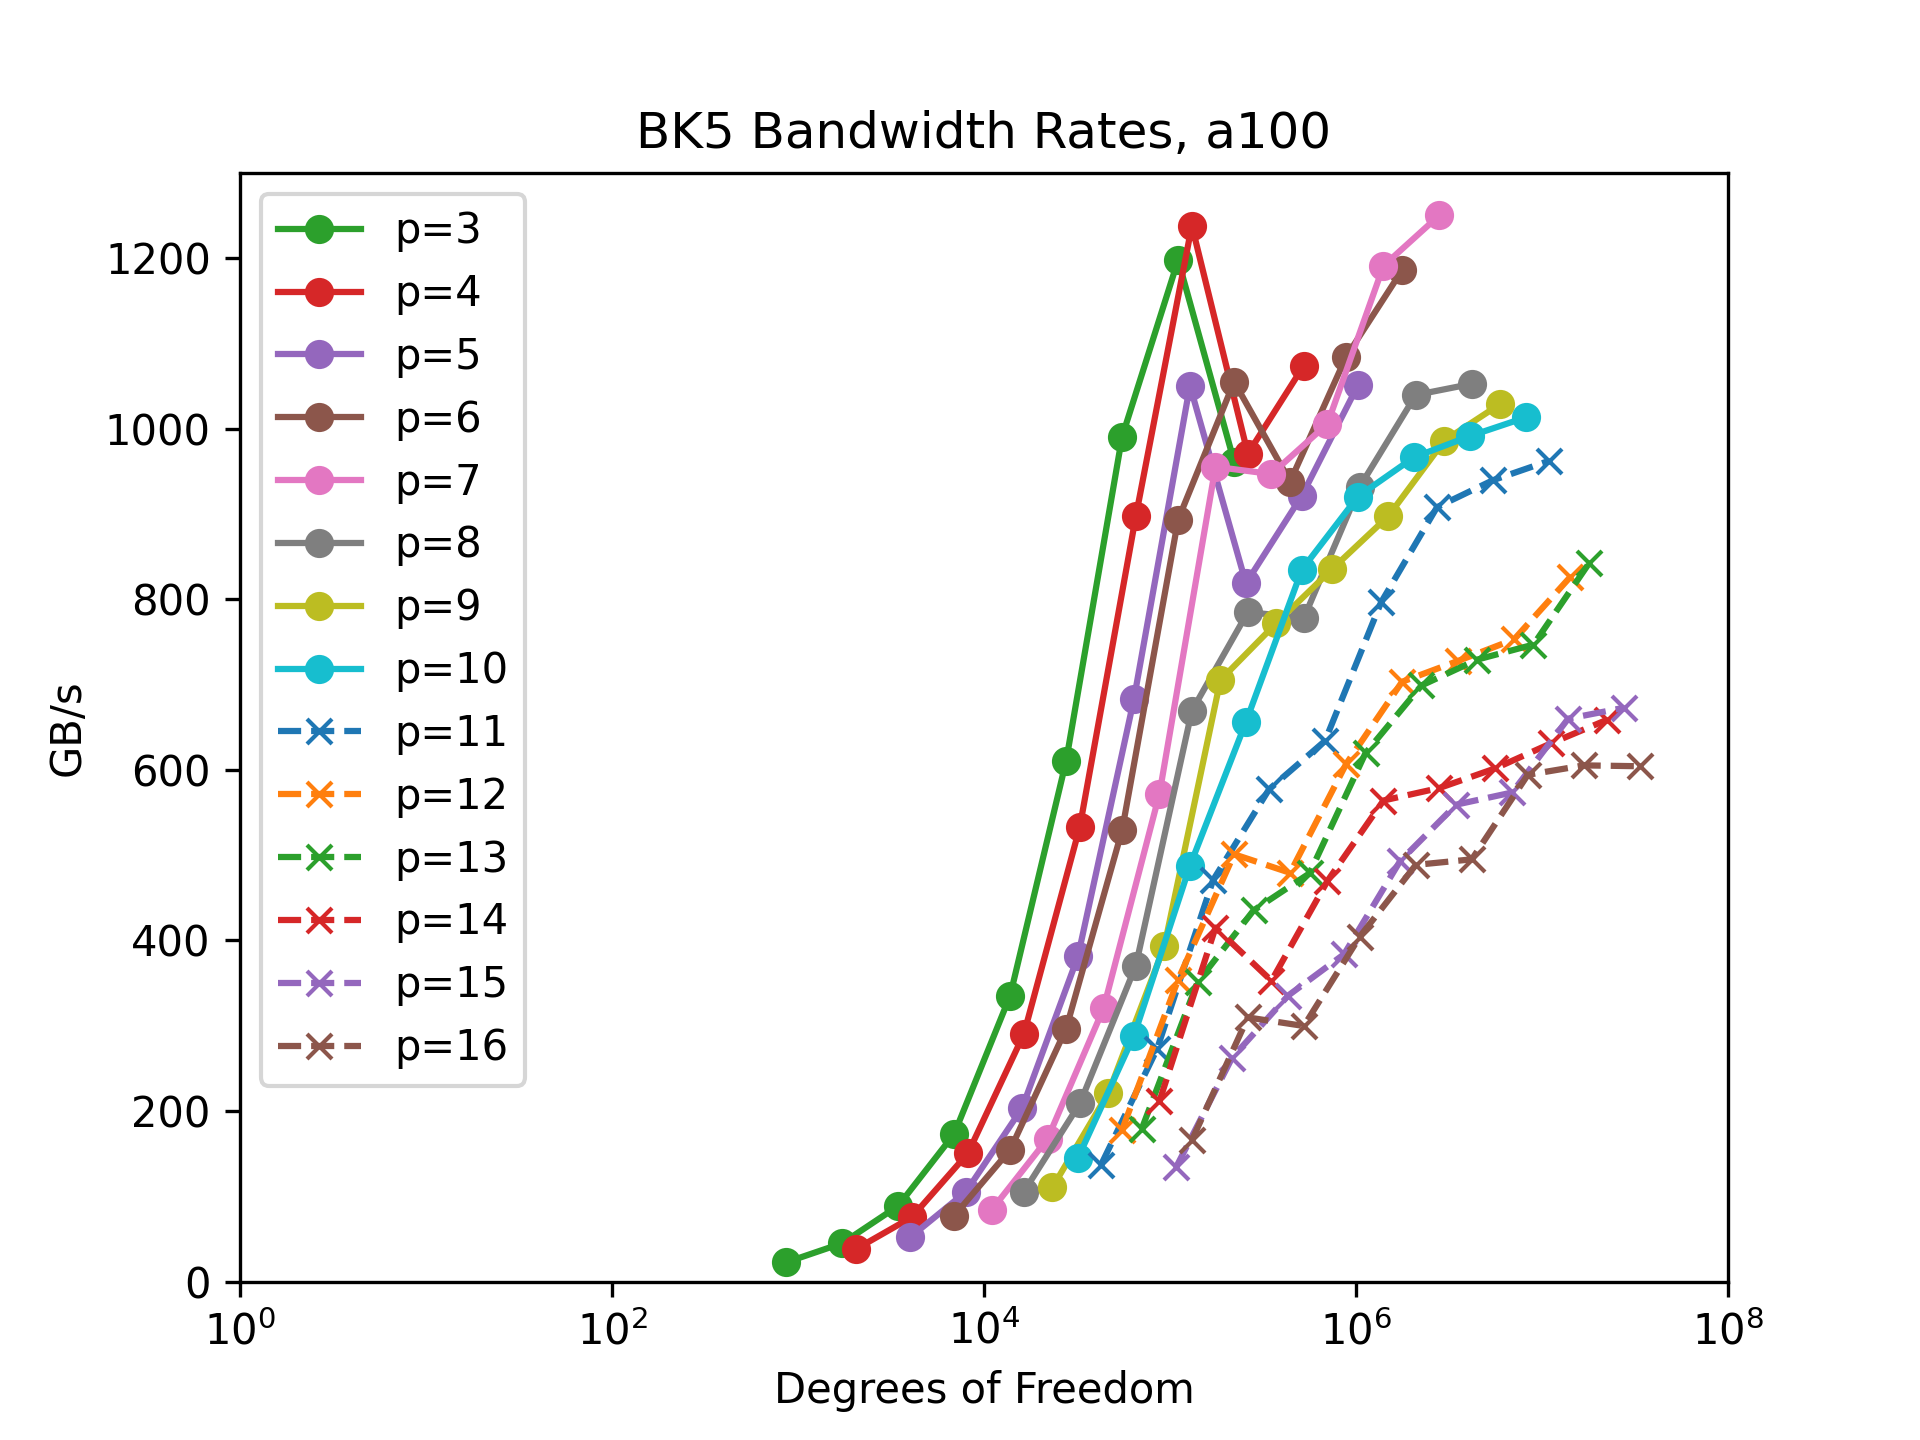 BK5 Bandwidth Rates, a100
p=3
p=4
p=5
p=6
p=7
p=8
p=9
p=10
p=11
p=12
p=13
p=14
p=15
p=16
GB/s
1200
1000
800
600
400
200
0
10⁰ 10² 10⁴ 10⁶ 10⁸
Degrees of Freedom